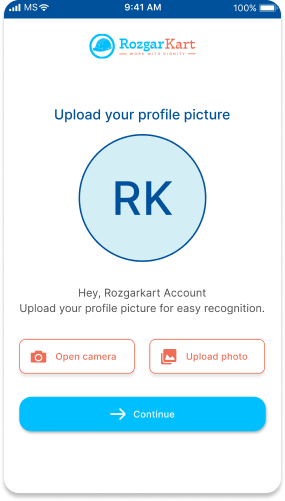 MS 9:41 AM 100%
RozgarKart
WORK WITH DIGNITY
Upload your profile picture
RK
Hey, Rozgarkart Account
Upload your profile picture for easy recognition.
Open camera Upload photo
Continue